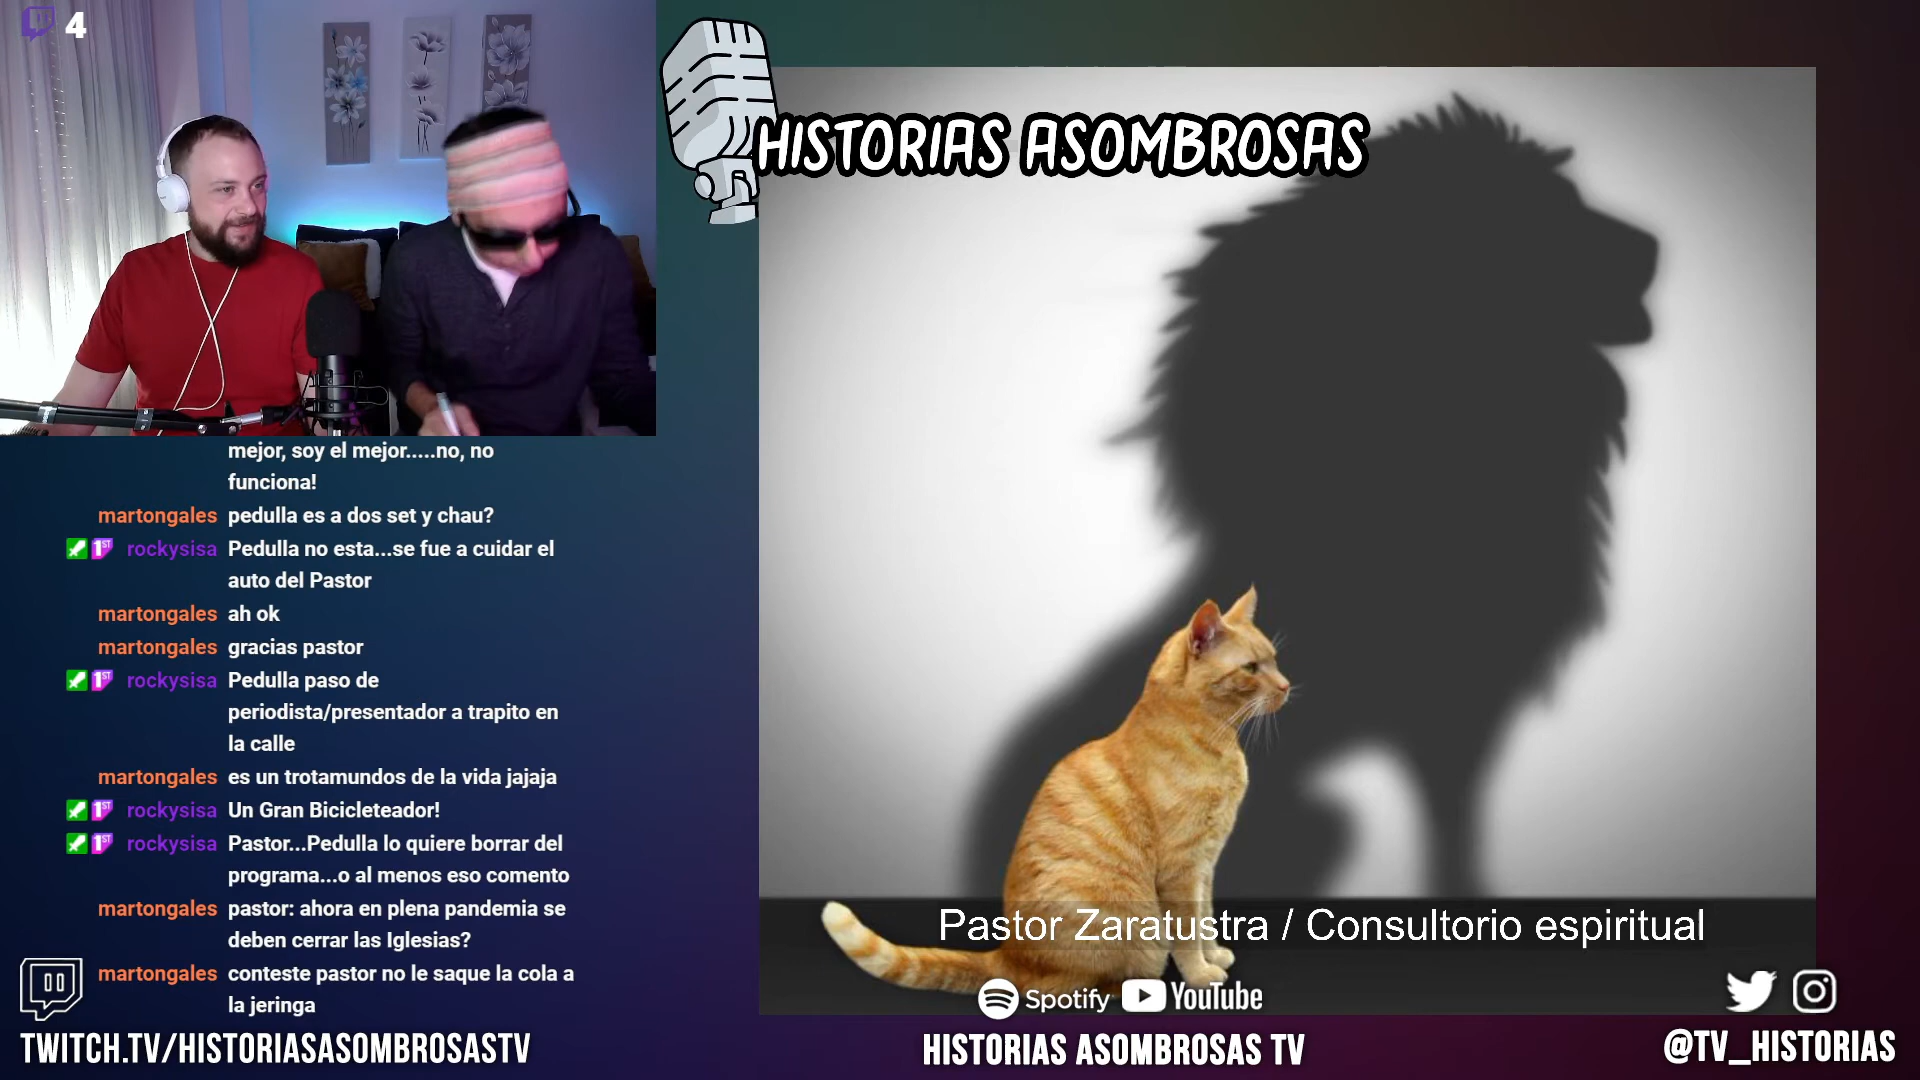 4
HISTORIAS ASOMBROSAS
mejor, soy el mejor.....no, no
funciona!
martongales pedulla es a dos set y chau?
1ST rockysisa Pedulla no esta...se fue a cuidar el
auto del Pastor
martongales ah ok
martongales gracias pastor
1ST rockysisa Pedulla paso de
periodista/presentador a trapito en
la calle
martongales es un trotamundos de la vida jajaja
1ST rockysisa Un Gran Bicicleteador!
1ST rockysisa Pastor...Pedulla lo quiere borrar del
programa...o al menos eso comento
martongales pastor: ahora en plena pandemia se
deben cerrar las Iglesias?
martongales conteste pastor no le saque la cola a
la jeringa
TWITCH.TV/HISTORIASASOMBROSASTV
Pastor Zaratustra / Consultorio espiritual
Spotify YouTube
HISTORIAS ASOMBROSAS TV
@TV_HISTORIAS